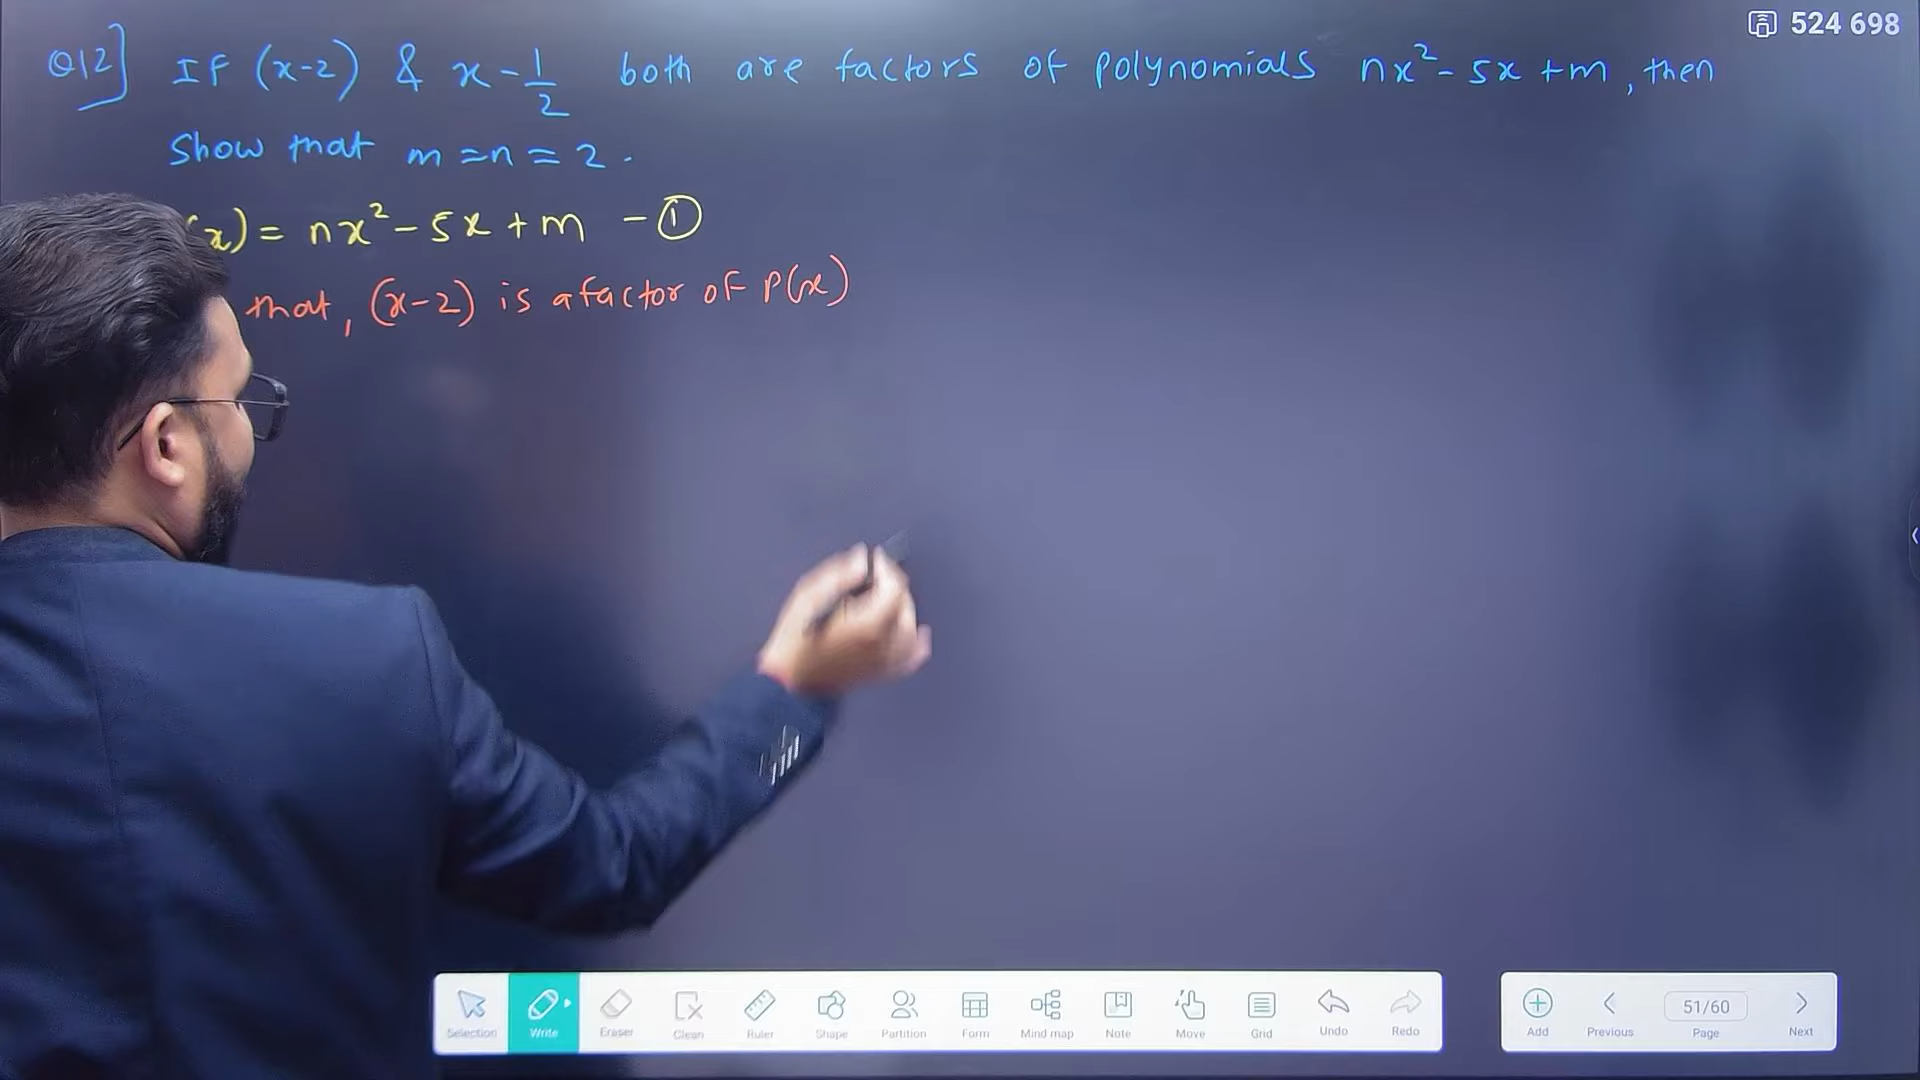 524 698
Q12] If (x-2) & x - 1/2 both are factors of polynomials nx² - 5x + m, then
Show that m = n = 2.
(x) = nx² - 5x + m - ①
that, (x-2) is a factor of P(x)
Selection Write Eraser Clean Ruler Shape Partition Form Mind map Note Move Grid Undo Redo
Add Previous 51/60 Page Next